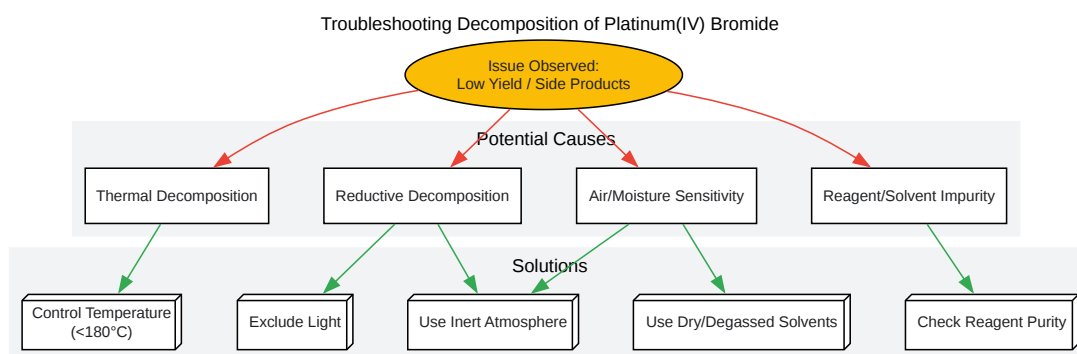 Troubleshooting Decomposition of Platinum(IV) Bromide
Issue Observed:
Low Yield / Side Products
Potential Causes
Thermal Decomposition
Reductive Decomposition
Air/Moisture Sensitivity
Reagent/Solvent Impurity
Solutions
Control Temperature
(<180°C)
Exclude Light
Use Inert Atmosphere
Use Dry/Degassed Solvents
Check Reagent Purity